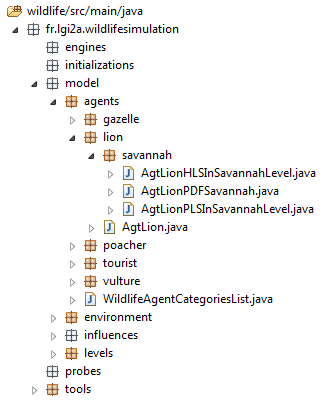 wildlife/src/main/java
fr.lgi2a.wildlifesimulation
engines
initializations
model
agents
gazelle
lion
savannah
AgtLionHLSInSavannahLevel.java
AgtLionPDFSavannah.java
AgtLionPLSInSavannahLevel.java
AgtLion.java
poacher
tourist
vulture
WildlifeAgentCategoriesList.java
environment
influences
levels
probes
tools